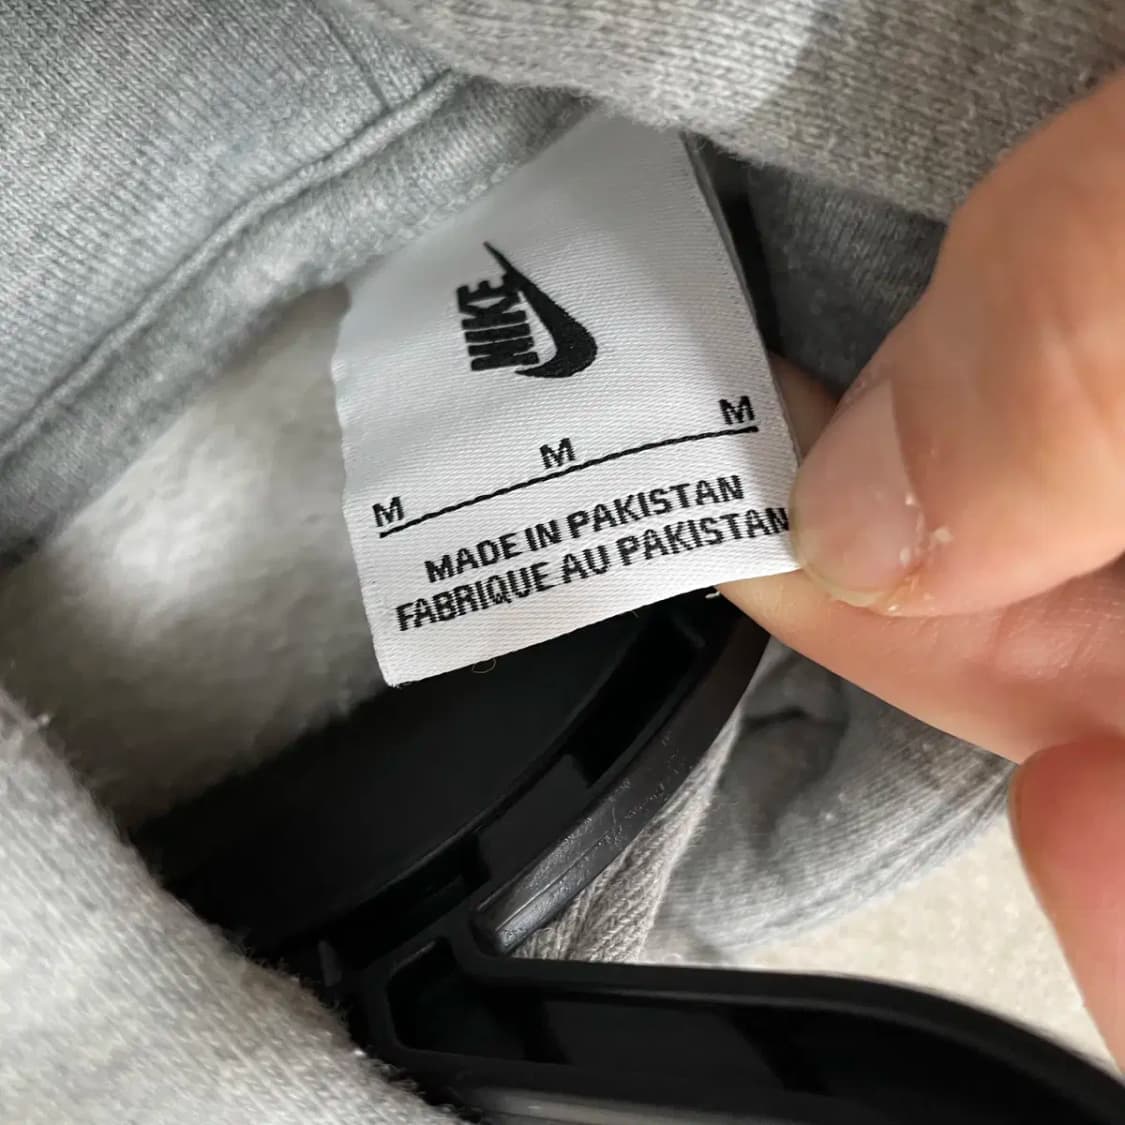 NIKE
M M M
MADE IN PAKISTAN
FABRIQUE AU PAKISTAN